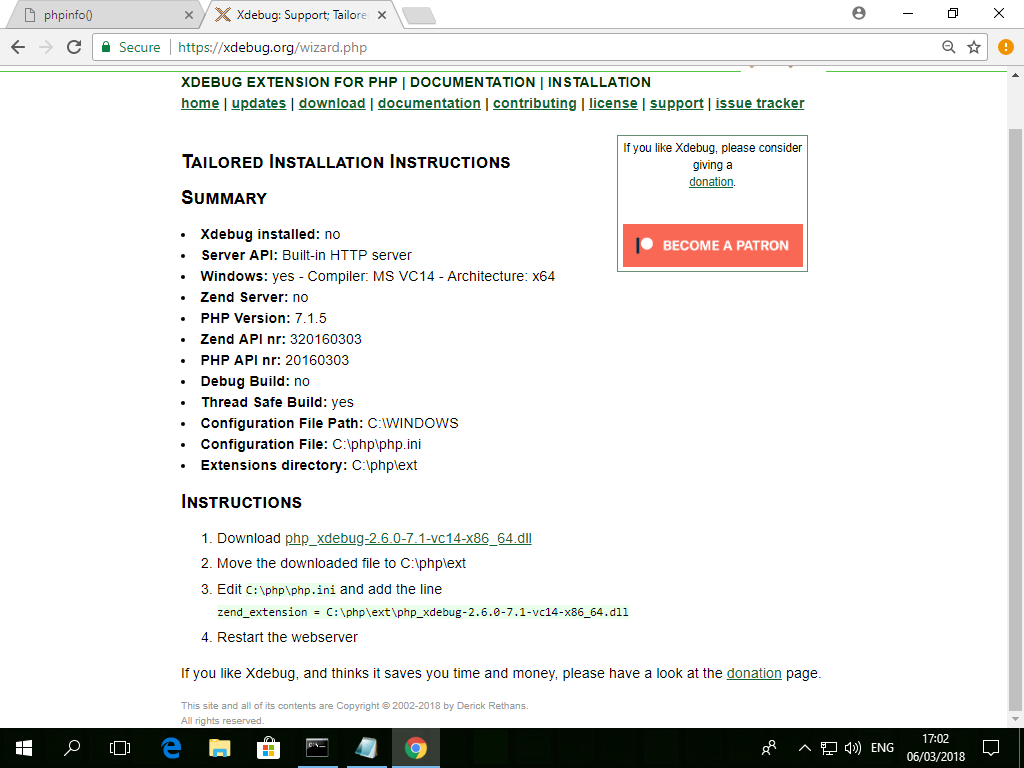 phpinfo()
Xdebug: Support; Tailore
Secure
https://xdebug.org/wizard.php
XDEBUG EXTENSION FOR PHP | DOCUMENTATION | INSTALLATION
home | updates | download | documentation | contributing | license | support | issue tracker
TAILORED INSTALLATION INSTRUCTIONS
If you like Xdebug, please consider
giving a
donation.
BECOME A PATRON
SUMMARY
• Xdebug installed: no
• Server API: Built-in HTTP server
• Windows: yes - Compiler: MS VC14 - Architecture: x64
• Zend Server: no
• PHP Version: 7.1.5
• Zend API nr: 320160303
• PHP API nr: 20160303
• Debug Build: no
• Thread Safe Build: yes
• Configuration File Path: C:\WINDOWS
• Configuration File: C:\php\php.ini
• Extensions directory: C:\php\ext
INSTRUCTIONS
1. Download php_xdebug-2.6.0-7.1-vc14-x86_64.dll
2. Move the downloaded file to C:\php\ext
3. Edit C:\php\php.ini and add the line
zend_extension = C:\php\ext\php_xdebug-2.6.0-7.1-vc14-x86_64.dll
4. Restart the webserver
If you like Xdebug, and thinks it saves you time and money, please have a look at the donation page.
This site and all of its contents are Copyright © 2002-2018 by Derick Rethans.
All rights reserved.
ENG
17:02
06/03/2018